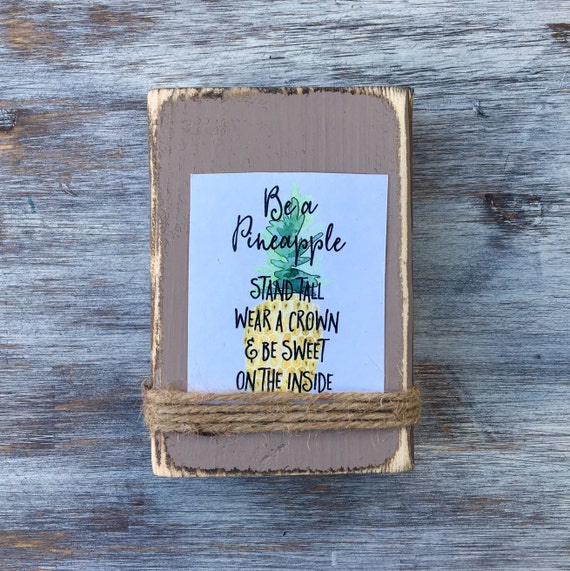 Be a
Pineapple
STAND TALL
WEAR A CROWN
& BE SWEET
ON THE INSIDE